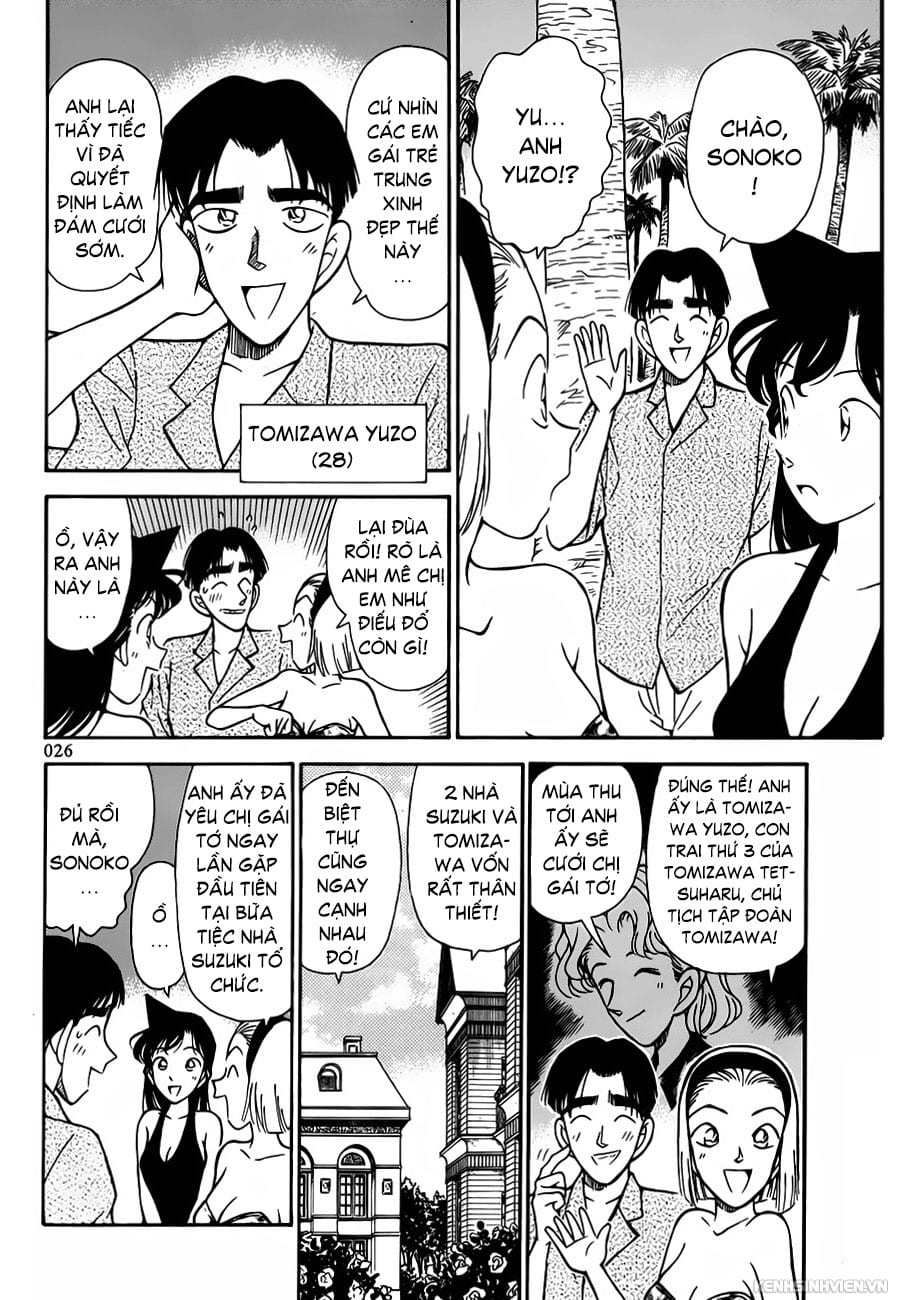 CHÀO,
SONOKO
!
YU...
ANH
YUZO!?
CỨ NHÌN
CÁC EM
GÁI TRẺ
TRUNG
XINH
ĐẸP THẾ
NÀY
...
ANH LẠI
THẤY TIẾC
VÌ ĐÃ
QUYẾT
ĐỊNH LÀM
ĐÁM CƯỚI
SỚM.
TOMIZAWA YUZO
(28)
LẠI ĐÙA
RỒI! RÕ LÀ
ANH MÊ CHỊ
EM NHƯ
ĐIẾU ĐỔ
CÒN GÌ!
Ồ, VẬY
RA ANH
NÀY LÀ
...
026
ĐÚNG THẾ! ANH
ẤY LÀ TOMIZA-
WA YUZO, CON
TRAI THỨ 3 CỦA
TOMIZAWA TET-
SUHARU, CHỦ
TỊCH TẬP ĐOÀN
TOMIZAWA!
MÙA THU
TỚI ANH
ẤY SẼ
CƯỚI CHỊ
GÁI TỚ!
2 NHÀ
SUZUKI VÀ
TOMIZA-
WA VỐN
RẤT THÂN
THIẾT!
ĐẾN
BIỆT
THỰ
CŨNG
NGAY
CẠNH
NHAU
ĐÓ!
ANH ẤY ĐÃ
YÊU CHỊ GÁI
TỚ NGAY
LẦN GẶP
ĐẦU TIÊN
TẠI BỮA
TIỆC NHÀ
SUZUKI TỔ
CHỨC.
Ồ
...
ĐỦ RỒI
MÀ,
SONOKO
...
KENHSINHVIEN.VN